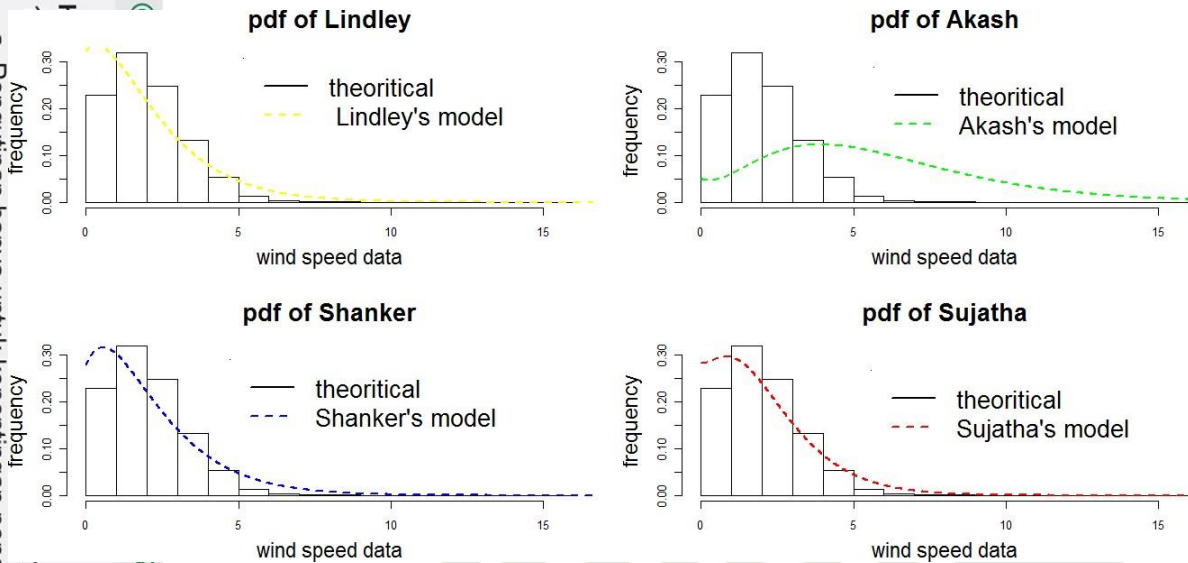 pdf of Lindley
frequency
0.00 0.10 0.20 0.30
theoritical
Lindley's model
0 5 10 15
wind speed data
pdf of Akash
frequency
0.00 0.10 0.20 0.30
theoritical
Akash's model
0 5 10 15
wind speed data
pdf of Shanker
frequency
0.00 0.10 0.20 0.30
theoritical
Shanker's model
0 5 10 15
wind speed data
pdf of Sujatha
frequency
0.00 0.10 0.20 0.30
theoritical
Sujatha's model
0 5 10 15
wind speed data